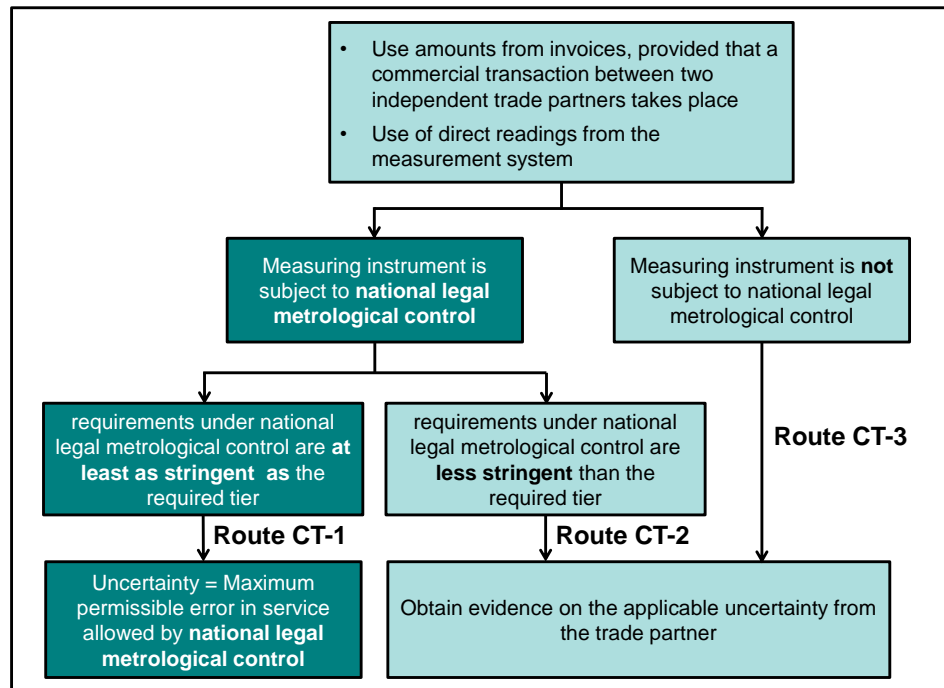 • Use amounts from invoices, provided that a
commercial transaction between two
independent trade partners takes place
• Use of direct readings from the
measurement system
Measuring instrument is
subject to national legal
metrological control
Measuring instrument is not
subject to national legal
metrological control
requirements under national
legal metrological control are at
least as stringent as the
required tier
requirements under national
legal metrological control are
less stringent than the
required tier
Route CT-3
Route CT-1
Route CT-2
Uncertainty = Maximum
permissible error in service
allowed by national legal
metrological control
Obtain evidence on the applicable uncertainty from
the trade partner